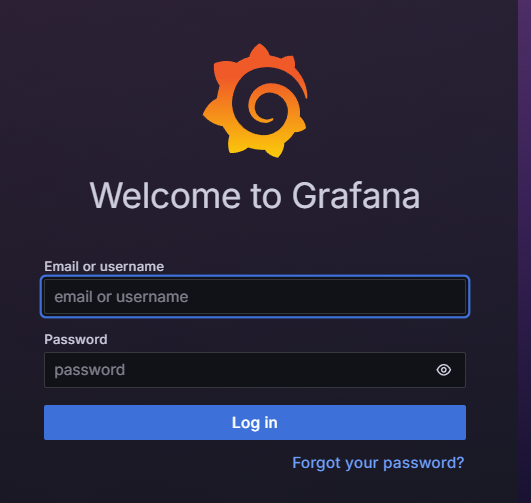 Welcome to Grafana
Email or username
email or username
Password
password
Log in
Forgot your password?